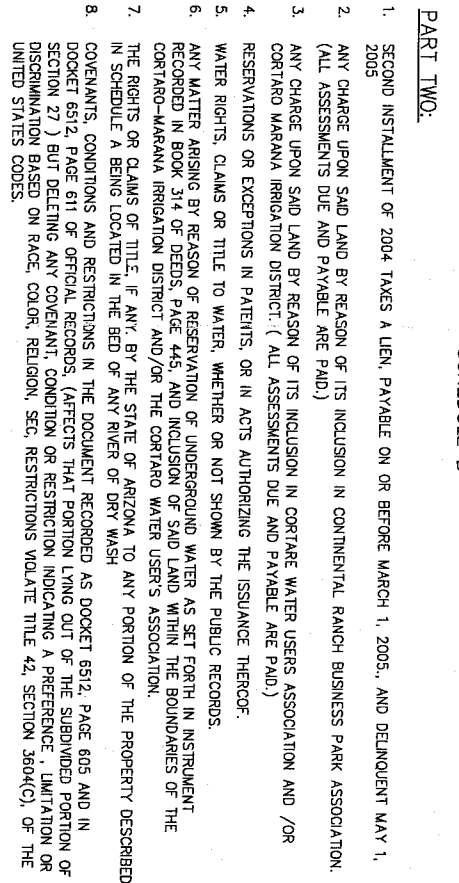 PART TWO:
1. SECOND INSTALLMENT OF 2004 TAXES A LIEN, PAYABLE ON OR BEFORE MARCH 1, 2005., AND DELINQUENT MAY 1,
2005
2. ANY CHARGE UPON SAID LAND BY REASON OF ITS INCLUSION IN CONTINENTAL RANCH BUSINESS PARK ASSOCIATION.
(ALL ASSESSMENTS DUE AND PAYABLE ARE PAID.)
3. ANY CHARGE UPON SAID LAND BY REASON OF ITS INCLUSION IN CORTARE WATER USERS ASSOCIATION AND /OR
CORTARO MARANA IRRIGATION DISTRICT. ( ALL ASSESSMENTS DUE AND PAYABLE ARE PAID.)
4. RESERVATIONS OR EXCEPTIONS IN PATENTS, OR IN ACTS AUTHORIZING THE ISSUANCE THERCOF.
5. WATER RIGHTS, CLAIMS OR TITLE TO WATER, WHETHER OR NOT SHOWN BY THE PUBLIC RECORDS.
6. ANY MATTER ARISING BY REASON OF RESERVATION OF UNDERGROUND WATER AS SET FORTH IN INSTRUMENT
RECORDED IN BOOK 314 OF DEEDS, PAGE 445, AND INCLUSION OF SAID LAND WITHIN THE BOUNDARIES OF THE
CORTARO-MARANA IRRIGATION DISTRICT AND/OR THE CORTARO WATER USER'S ASSOCIATION.
7. THE RIGHTS OR CLAIMS OF TITLE, IF ANY, BY THE STATE OF ARIZONA TO ANY PORTION OF THE PROPERTY DESCRIBED
IN SCHEDULE A BEING LOCATED IN THE BED OF ANY RIVER OF DRY WASH
8. COVENANTS, CONDITIONS AND RESTRICTIONS IN THE DOCUMENT RECORDED AS DOCKET 6512, PAGE 605 AND IN
DOCKET 6512, PAGE 611 OF OFFICIAL RECORDS, (AFFECTS THAT PORTION LYING OUT OF THE SUBDIVIDED PORTION OF
SECTION 27 ) BUT DELETING ANY COVENANT, CONDITION OR RESTRICTION INDICATING A PREFERENCE , LIMITATION OR
DISCRIMINATION BASED ON RACE, COLOR, RELIGION, SEC, RESTRICTIONS VIOLATE TITLE 42, SECTION 3604(C), OF THE
UNITED STATES CODES.